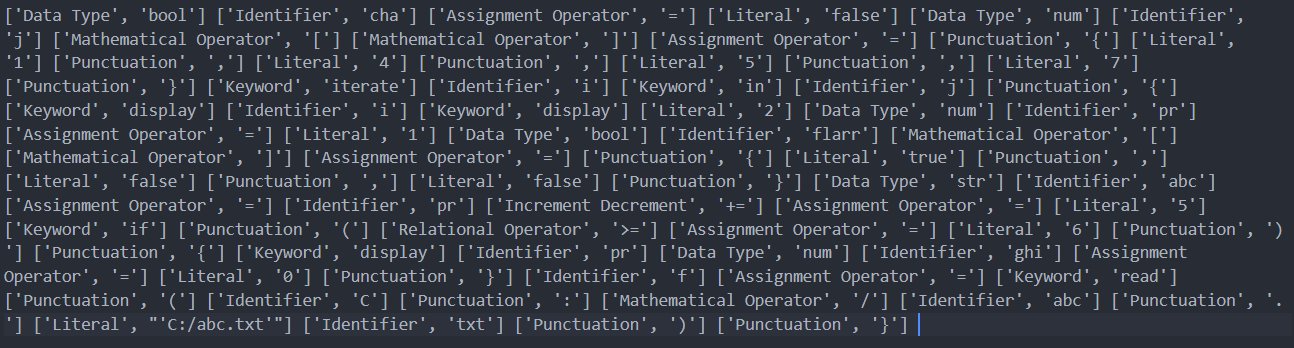 ['Data Type', 'bool'] ['Identifier', 'cha'] ['Assignment Operator', '='] ['Literal', 'false'] ['Data Type', 'num'] ['Identifier',
'j'] ['Mathematical Operator', '['] ['Mathematical Operator', ']'] ['Assignment Operator', '='] ['Punctuation', '{'] ['Literal',
'1'] ['Punctuation', ','] ['Literal', '4'] ['Punctuation', ','] ['Literal', '5'] ['Punctuation', ','] ['Literal', '7']
['Punctuation', '}'] ['Keyword', 'iterate'] ['Identifier', 'i'] ['Keyword', 'in'] ['Identifier', 'j'] ['Punctuation', '{']
['Keyword', 'display'] ['Identifier', 'i'] ['Keyword', 'display'] ['Literal', '2'] ['Data Type', 'num'] ['Identifier', 'pr']
['Assignment Operator', '='] ['Literal', '1'] ['Data Type', 'bool'] ['Identifier', 'flarr'] ['Mathematical Operator', '[']
['Mathematical Operator', ']'] ['Assignment Operator', '='] ['Punctuation', '{'] ['Literal', 'true'] ['Punctuation', ',']
['Literal', 'false'] ['Punctuation', ','] ['Literal', 'false'] ['Punctuation', '}'] ['Data Type', 'str'] ['Identifier', 'abc']
['Assignment Operator', '='] ['Identifier', 'pr'] ['Increment Decrement', '+='] ['Assignment Operator', '='] ['Literal', '5']
['Keyword', 'if'] ['Punctuation', '('] ['Relational Operator', '>='] ['Assignment Operator', '='] ['Literal', '6'] ['Punctuation', ')
'] ['Punctuation', '{'] ['Keyword', 'display'] ['Identifier', 'pr'] ['Data Type', 'num'] ['Identifier', 'ghi'] ['Assignment
Operator', '='] ['Literal', '0'] ['Punctuation', '}'] ['Identifier', 'f'] ['Assignment Operator', '='] ['Keyword', 'read']
['Punctuation', '('] ['Identifier', 'C'] ['Punctuation', ':'] ['Mathematical Operator', '/'] ['Identifier', 'abc'] ['Punctuation', '.
'] ['Literal', "'C:/abc.txt'"] ['Identifier', 'txt'] ['Punctuation', ')'] ['Punctuation', '}']